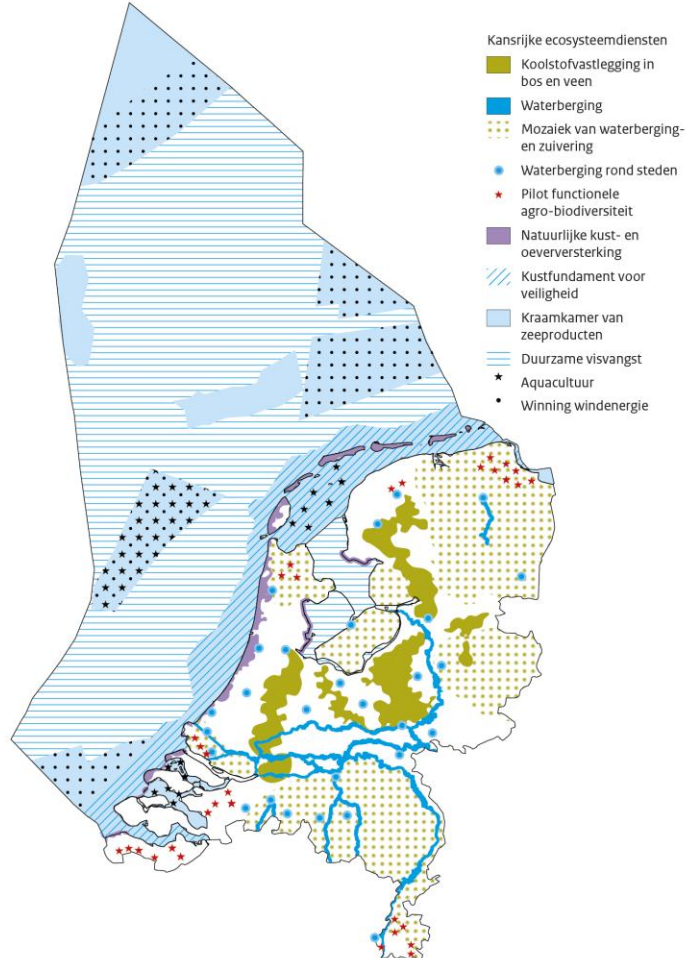 Kansrijke ecosysteemdiensten
Koolstofvastlegging in
bos en veen
Waterberging
Mozaiek van waterberging-
en zuivering
Waterberging rond steden
Pilot functionele
agro-biodiversiteit
Natuurlijke kust- en
oeverversterking
Kustfundament voor
veiligheid
Kraamkamer van
zeeproducten
Duurzame visvangst
Aquacultuur
Winning windenergie